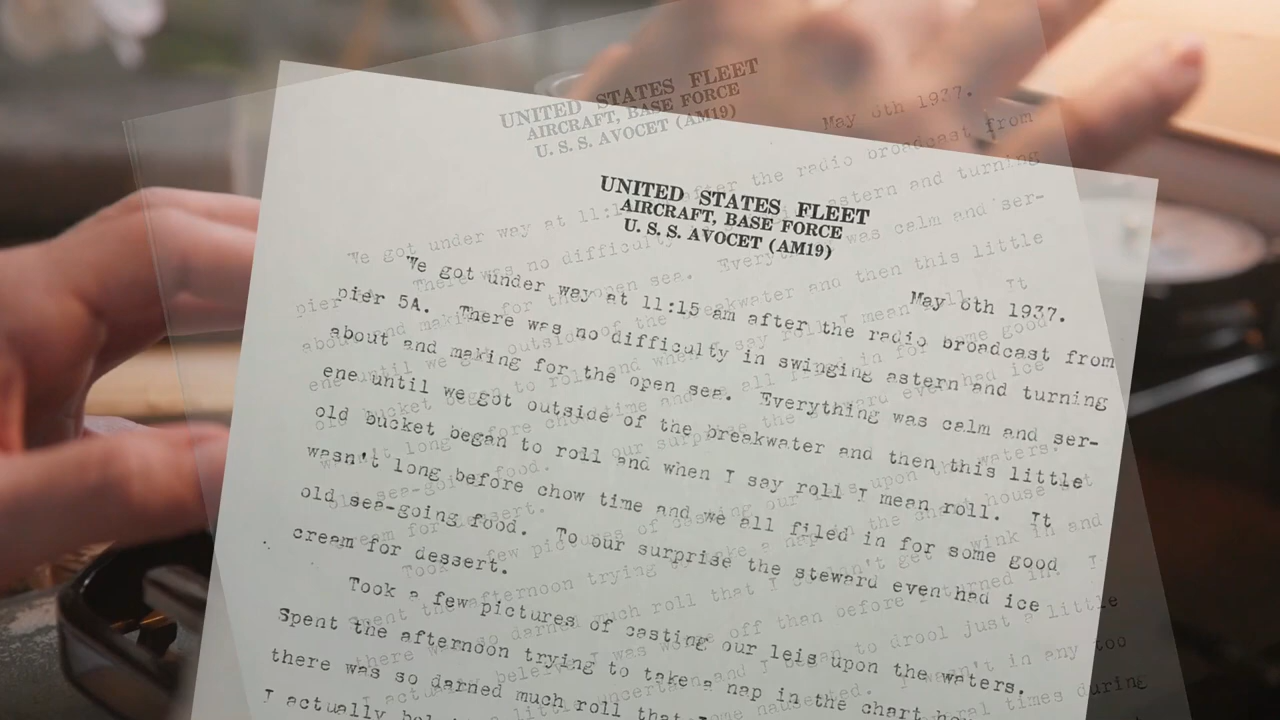 UNITED STATES FLEET
AIRCRAFT, BASE FORCE
U. S. S. AVOCET (AM19)
May 6th 1937.
We got under way at 11:15 am after the radio broadcast from
pier 5A. There was no difficulty in swinging astern and turning
about and making for the open sea. Everything was calm and ser-
ene until we got outside of the breakwater and then this little
old bucket began to roll and when I say roll I mean roll. It
wasn't long before chow time and we all filed in for some good
old sea-going food. To our surprise the steward even had ice
cream for dessert.
Took a few pictures of casting our leis upon the waters.
Spent the afternoon trying to take a nap in the chart house
there was so darned much roll that I
I actually